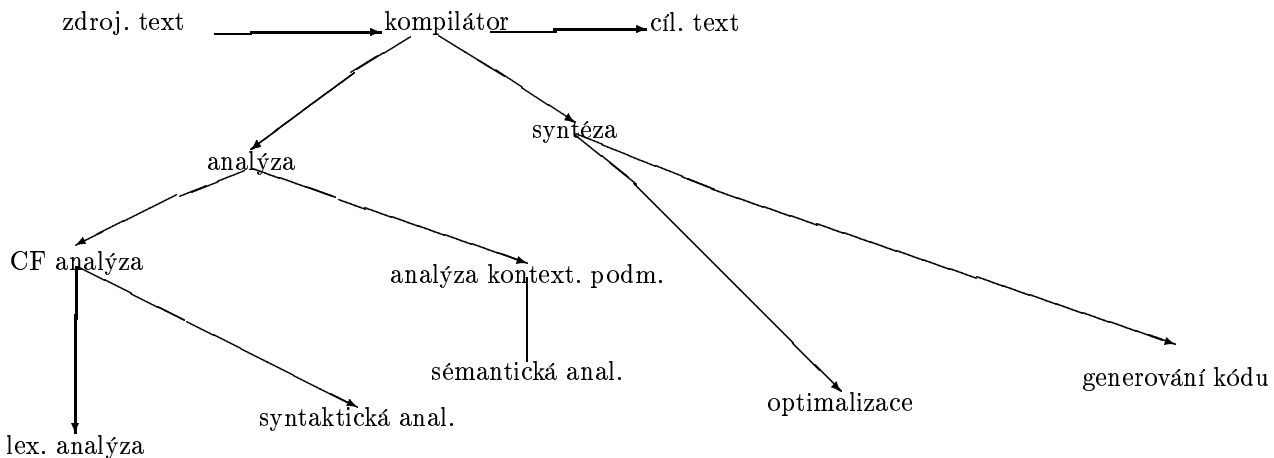 zdroj. text kompilátor cíl. text
syntéza
analýza
CF analýza
analýza kontext. podm.
sémantická anal.
generování kódu
optimalizace
syntaktická anal.
lex. analýza